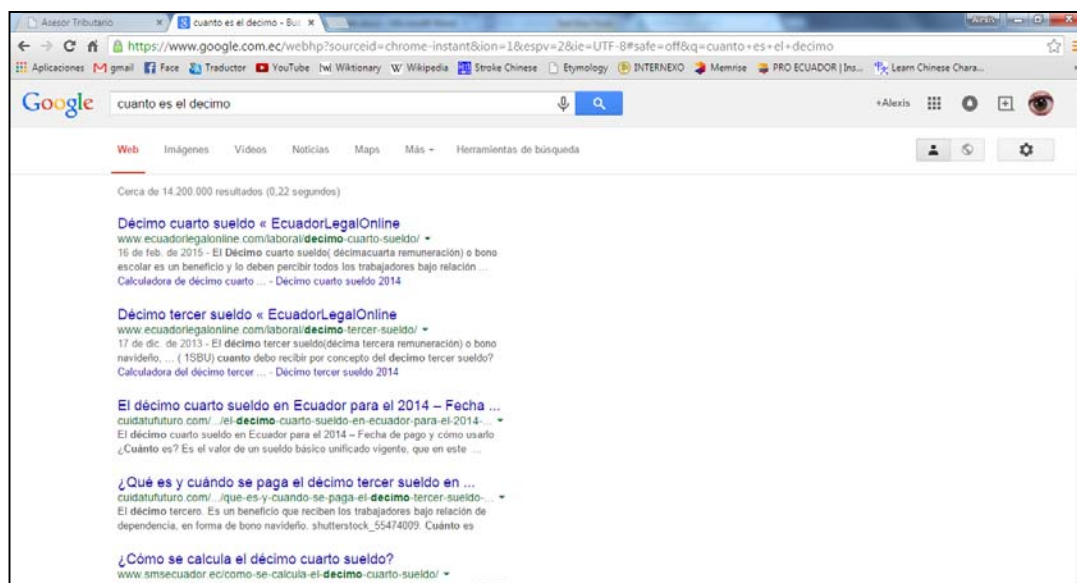 Asesor Tributario
cuanto es el decimo - Bus
https://www.google.com.ec/webhp?sourceid=chrome-instant&ion=1&espv=2&ie=UTF-8#safe=off&q=cuanto+es+el+decimo
Aplicaciones gmail Face Traductor YouTube [w] Wiktionary W Wikipedia Stroke Chinese Etymology INTERNEXO Memrise PRO ECUADOR | Ins... Learn Chinese Chara...
Google cuanto es el decimo +Alexis
Web Imágenes Vídeos Noticias Maps Más Herramientas de búsqueda
Cerca de 14.200.000 resultados (0,22 segundos)
Décimo cuarto sueldo « EcuadorLegalOnline
www.ecuadorlegalonline.com/laboral/decimo-cuarto-sueldo/
16 de feb. de 2015 - El Décimo cuarto sueldo( décimacuarta remuneración) o bono
escolar es un beneficio y lo deben percibir todos los trabajadores bajo relación ...
Calculadora de décimo cuarto ... - Décimo cuarto sueldo 2014
Décimo tercer sueldo « EcuadorLegalOnline
www.ecuadorlegalonline.com/laboral/decimo-tercer-sueldo/
17 de dic. de 2013 - El décimo tercer sueldo(décima tercera remuneración) o bono
navideño, ... ( 1SBU) cuanto debo recibir por concepto del decimo tercer sueldo?
Calculadora del décimo tercer ... - Décimo tercer sueldo 2014
El décimo cuarto sueldo en Ecuador para el 2014 – Fecha ...
cuidatufuturo.com/.../el-decimo-cuarto-sueldo-en-ecuador-para-el-2014-...
El décimo cuarto sueldo en Ecuador para el 2014 – Fecha de pago y cómo usarlo
¿Cuánto es? Es el valor de un sueldo básico unificado vigente, que en este ...
¿Qué es y cuándo se paga el décimo tercer sueldo en ...
cuidatufuturo.com/.../que-es-y-cuando-se-paga-el-decimo-tercer-sueldo-...
El décimo tercero. Es un beneficio que reciben los trabajadores bajo relación de
dependencia, en forma de bono navideño. shutterstock_55474009. Cuánto es
¿Cómo se calcula el décimo cuarto sueldo?
www.smsecuador.ec/como-se-calcula-el-decimo-cuarto-sueldo/